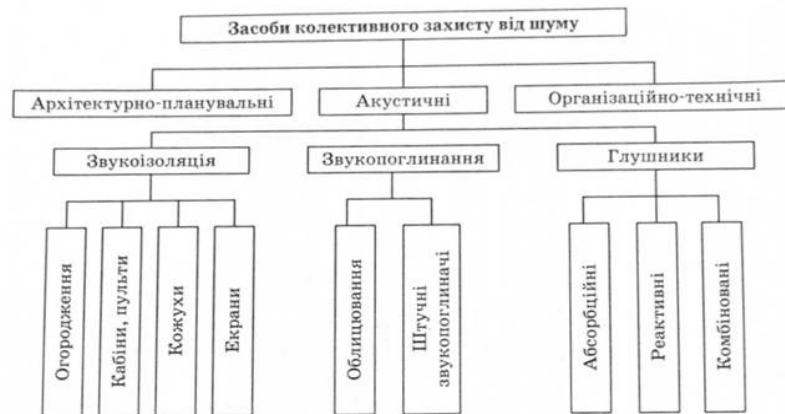 Засоби колективного захисту від шуму
Архітектурно-планувальні
Акустичні
Організаційно-технічні
Звукоізоляція
Звукопоглинання
Глушники
Огородження
Кабіни, пульти
Кожухи
Екрани
Облицювання
Штучні
звукопоглиначі
Абсорбційні
Реактивні
Комбіновані